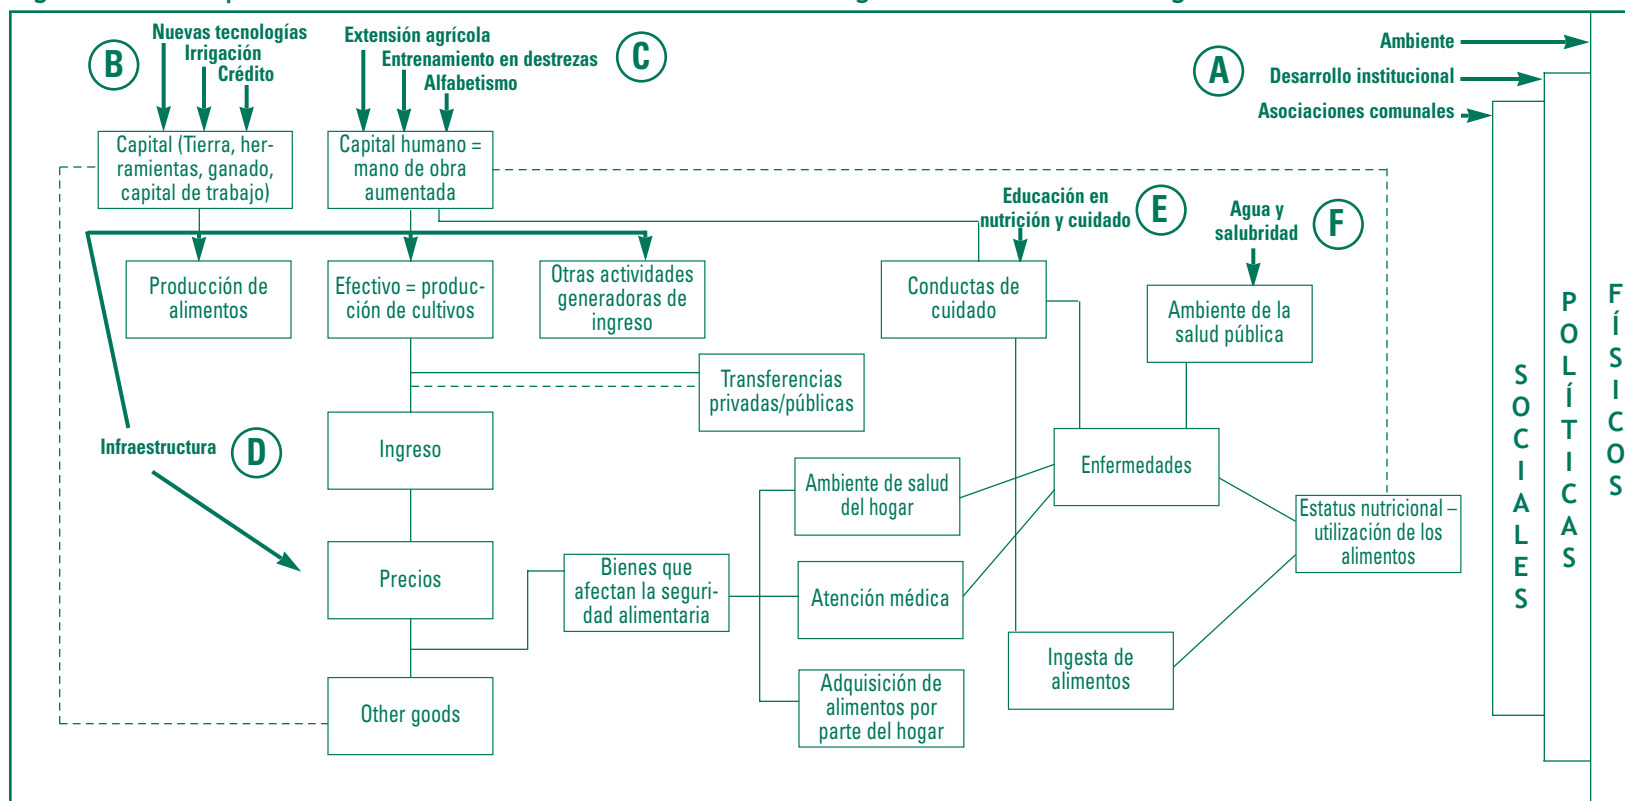 B
Nuevas tecnologías
Irrigación
Crédito
Extensión agrícola
Entrenamiento en destrezas
Alfabetismo
C
A
Ambiente
Desarrollo institucional
Asociaciones comunales
Capital (Tierra, her-
ramientas, ganado,
capital de trabajo)
Capital humano =
mano de obra
aumentada
Educación en
nutrición y cuidado
E
Agua y
salubridad
F
Producción de
alimentos
Efectivo = produc-
ción de cultivos
Otras actividades
generadoras de
ingreso
Conductas de
cuidado
Ambiente de la
salud pública
Transferencias
privadas/públicas
Infraestructura
D
Ingreso
Ambiente de salud
del hogar
Enfermedades
Estatus nutricional –
utilización de los
alimentos
Precios
Bienes que
afectan la seguri-
dad alimentaria
Atención médica
Ingesta de
alimentos
Other goods
Adquisición de
alimentos por
parte del hogar
SOCIALES
POLÍTICAS
FÍSICOS